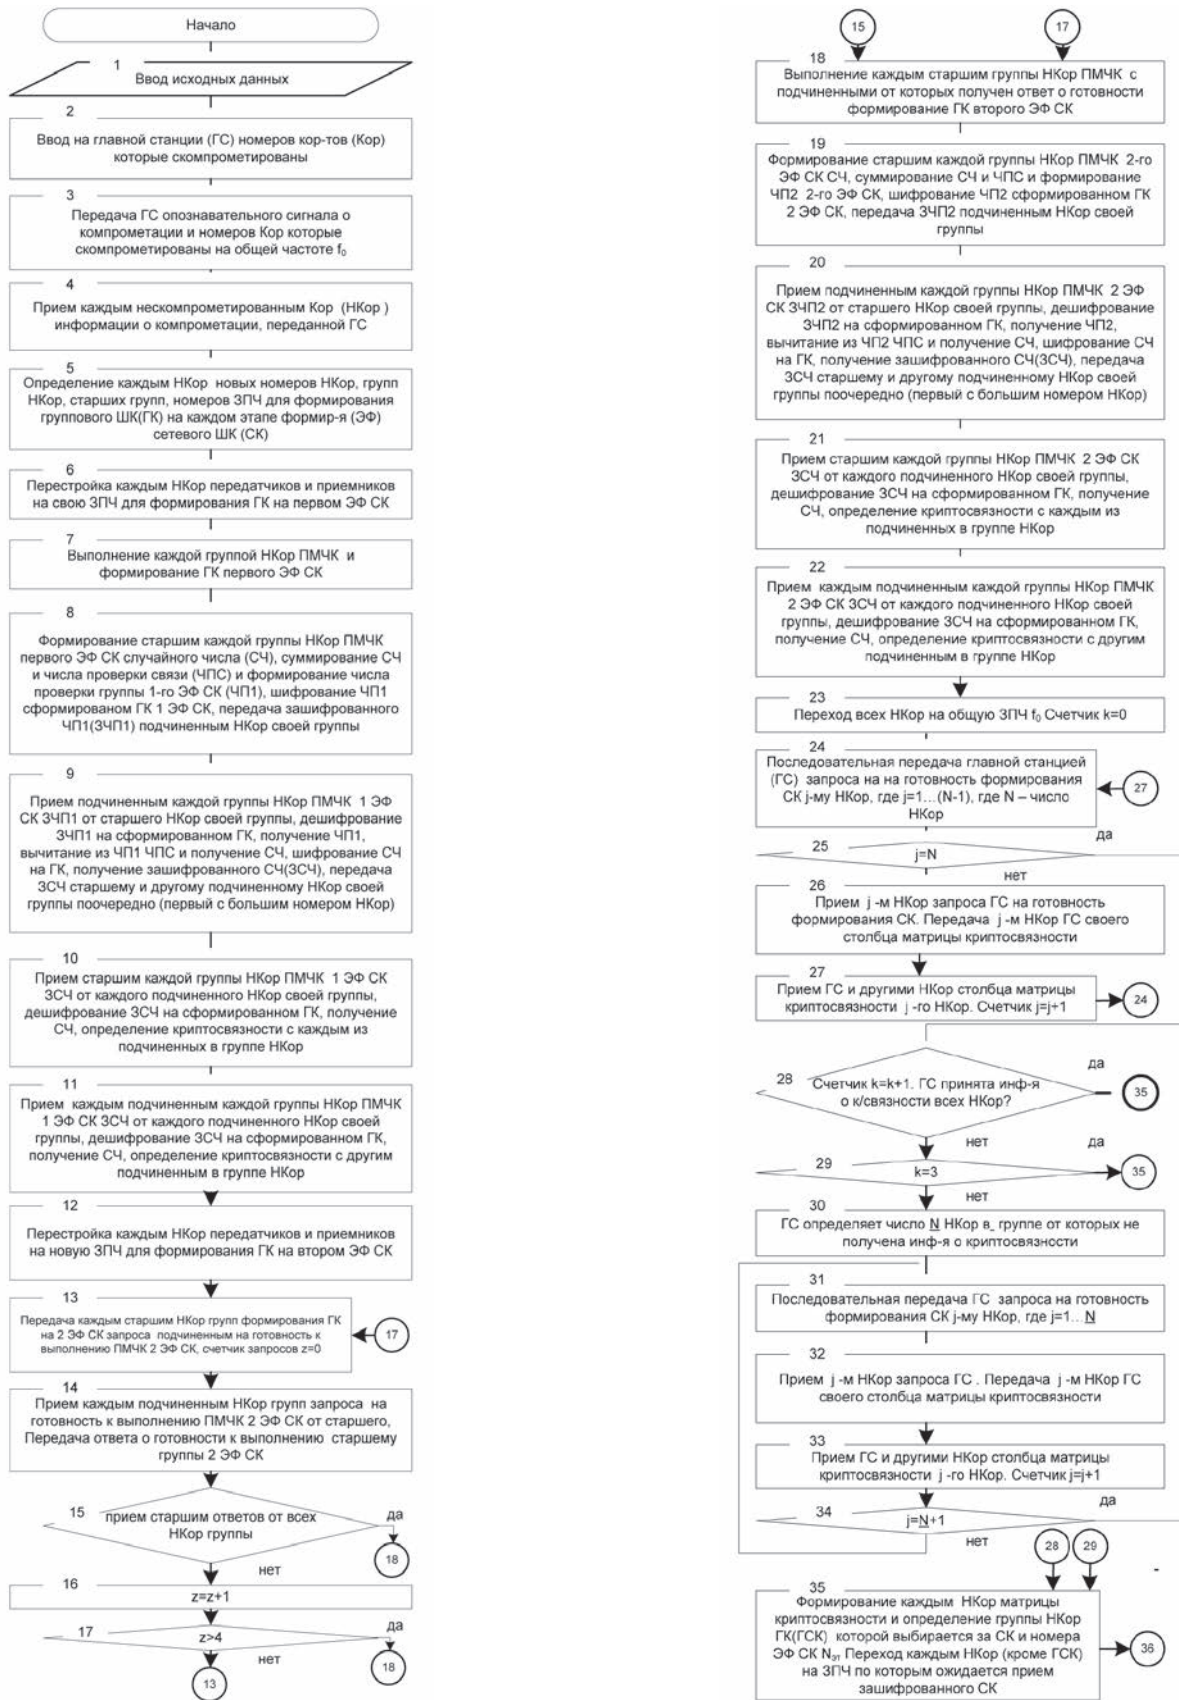 Начало
1
Ввод исходных данных
2
Ввод на главной станции (ГС) номеров кор-тов (Кор)
которые скомпрометированы
3
Передача ГС опознавательного сигнала о
компрометации и номеров Кор которые
скомпрометированы на общей частоте f₀
4
Прием каждым нескомпрометированным Кор (НКор )
информации о компрометации, переданной ГС
5
Определение каждым НКор новых номеров НКор, групп
НКор, старших групп, номеров ЗПЧ для формирования
группового ШК(ГК) на каждом этапе формир-я (ЭФ)
сетевого ШК (СК)
6
Перестройка каждым НКор передатчиков и приемников
на свою ЗПЧ для формирования ГК на первом ЭФ СК
7
Выполнение каждой группой НКор ПМЧК и
формирование ГК первого ЭФ СК
8
Формирование старшим каждой группы НКор ПМЧК
первого ЭФ СК случайного числа (СЧ), суммирование СЧ
и числа проверки связи (ЧПС) и формирование числа
проверки группы 1-го ЭФ СК (ЧП1), шифрование ЧП1
сформированом ГК 1 ЭФ СК, передача зашифрованного
ЧП1(ЗЧП1) подчиненным НКор своей группы
9
Прием подчиненным каждой группы НКор ПМЧК 1 ЭФ
СК ЗЧП1 от старшего НКор своей группы, дешифрование
ЗЧП1 на сформированном ГК, получение ЧП1,
вычитание из ЧП1 ЧПС и получение СЧ, шифрование СЧ
на ГК, получение зашифрованного СЧ(ЗСЧ), передача
ЗСЧ старшему и другому подчиненному НКор своей
группы поочередно (первый с большим номером НКор)
10
Прием старшим каждой группы НКор ПМЧК 1 ЭФ СК
ЗСЧ от каждого подчиненного НКор своей группы,
дешифрование ЗСЧ на сформированном ГК, получение
СЧ, определение криптосвязности с каждым из
подчиненных в группе НКор
11
Прием каждым подчиненным каждой группы НКор ПМЧК
1 ЭФ СК ЗСЧ от каждого подчиненного НКор своей
группы, дешифрование ЗСЧ на сформированном ГК,
получение СЧ, определение криптосвязности с другим
подчиненным в группе НКор
12
Перестройка каждым НКор передатчиков и приемников
на новую ЗПЧ для формирования ГК на втором ЭФ СК
13
Передача каждым старшим НКор групп формирования ГК
на 2 ЭФ СК запроса подчиненным на готовность к
выполнению ПМЧК 2 ЭФ СК, счетчик запросов z=0
17
14
Прием каждым подчиненным НКор групп запроса на
готовность к выполнению ПМЧК 2 ЭФ СК от старшего,
Передача ответа о готовности к выполнению старшему
группы 2 ЭФ СК
15
прием старшим ответов от всех
НКор группы
да
18
нет
16
z=z+1
17
z>4
да
18
нет
13
15
17
18
Выполнение каждым старшим группы НКор ПМЧК с
подчиненными от которых получен ответ о готовности
формирование ГК второго ЭФ СК
19
Формирование старшим каждой группы НКор ПМЧК 2-го
ЭФ СК СЧ, суммирование СЧ и ЧПС и формирование
ЧП2 2-го ЭФ СК, шифрование ЧП2 сформированном ГК
2 ЭФ СК, передача ЗЧП2 подчиненным НКор своей
группы
20
Прием подчиненным каждой группы НКор ПМЧК 2 ЭФ
СК ЗЧП2 от старшего НКор своей группы, дешифрование
ЗЧП2 на сформированном ГК, получение ЧП2,
вычитание из ЧП2 ЧПС и получение СЧ, шифрование СЧ
на ГК, получение зашифрованного СЧ(ЗСЧ), передача
ЗСЧ старшему и другому подчиненному НКор своей
группы поочередно (первый с большим номером НКор)
21
Прием старшим каждой группы НКор ПМЧК 2 ЭФ СК
ЗСЧ от каждого подчиненного НКор своей группы,
дешифрование ЗСЧ на сформированном ГК, получение
СЧ, определение криптосвязности с каждым из
подчиненных в группе НКор
22
Прием каждым подчиненным каждой группы НКор ПМЧК
2 ЭФ СК ЗСЧ от каждого подчиненного НКор своей
группы, дешифрование ЗСЧ на сформированном ГК,
получение СЧ, определение криптосвязности с другим
подчиненным в группе НКор
23
Переход всех НКор на общую ЗПЧ f₀ Счетчик k=0
24
Последовательная передача главной станцией
(ГС) запроса на на готовность формирования
СК j-му НКор, где j=1…(N-1), где N – число
НКор
27
25
j=N
да
нет
26
Прием j -м НКор запроса ГС на готовность
формирования СК. Передача j -м НКор ГС своего
столбца матрицы криптосвязности
27
Прием ГС и другими НКор столбца матрицы
криптосвязности j -го НКор. Счетчик j=j+1
24
28
Счетчик k=k+1. ГС принята инф-я
о к/связности всех НКор?
да
35
нет
29
k=3
да
35
нет
30
ГС определяет число N НКор в_ группе от которых не
получена инф-я о криптосвязности
31
Последовательная передача ГС запроса на готовность
формирования СК j-му НКор, где j=1…N
32
Прием j -м НКор запроса ГС . Передача j -м НКор ГС
своего столбца матрицы криптосвязности
33
Прием ГС и другими НКор столбца матрицы
криптосвязности j -го НКор. Счетчик j=j+1
34
j=N+1
да
нет
28
29
35
Формирование каждым НКор матрицы
криптосвязности и определение группы НКор
ГК(ГСК) которой выбирается за СК и номера
ЭФ СК Nэт Переход каждым НКор (кроме ГСК)
на ЗПЧ по которым ожидается прием
зашифрованного СК
36